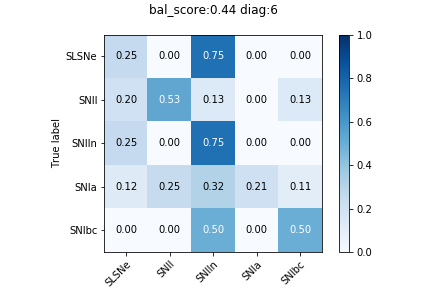 bal_score:0.44 diag:6
True label
SLSNe 0.25 0.00 0.75 0.00 0.00
SNII 0.20 0.53 0.13 0.00 0.13
SNIIn 0.25 0.00 0.75 0.00 0.00
SNIa 0.12 0.25 0.32 0.21 0.11
SNIbc 0.00 0.00 0.50 0.00 0.50
SLSNe SNII SNIIn SNIa SNIbc
1.0
0.8
0.6
0.4
0.2
0.0